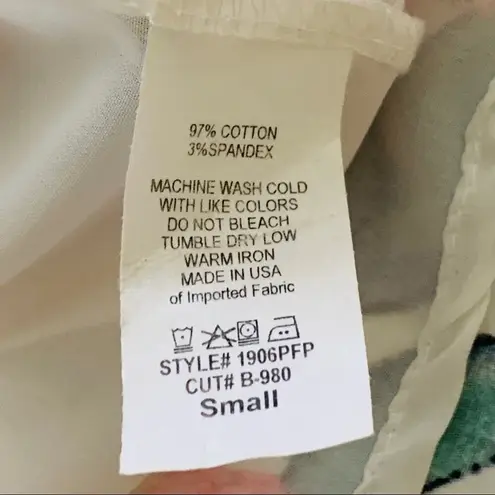 97% COTTON
3%SPANDEX
MACHINE WASH COLD
WITH LIKE COLORS
DO NOT BLEACH
TUMBLE DRY LOW
WARM IRON
MADE IN USA
of Imported Fabric
STYLE# 1906PFP
CUT# B-980
Small